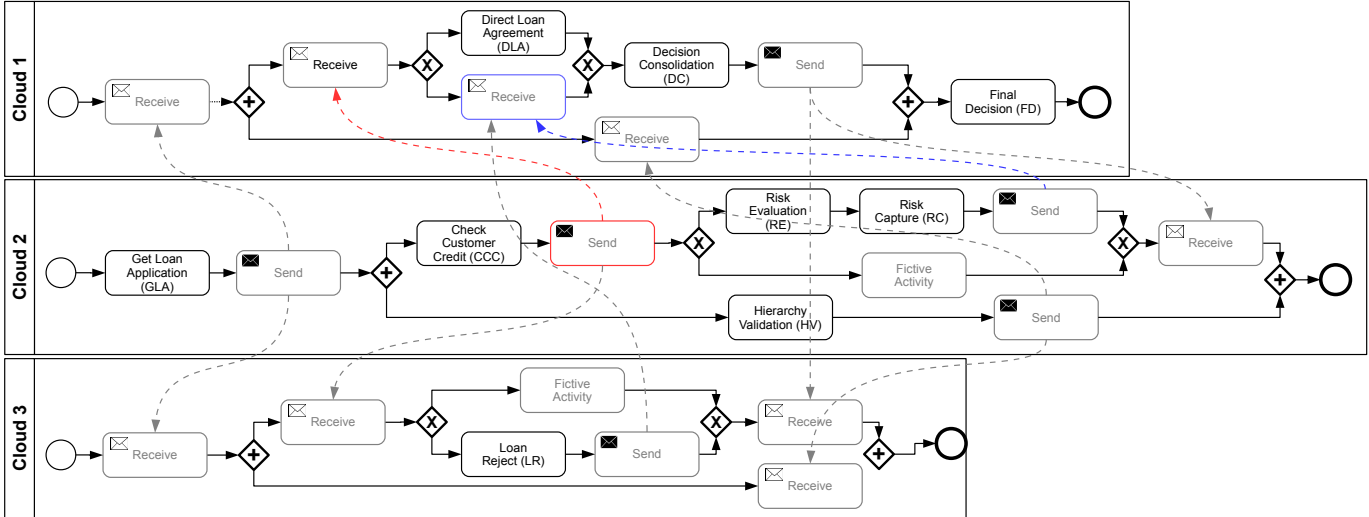 Cloud 1
Receive
Receive
Direct Loan
Agreement
(DLA)
Receive
Decision
Consolidation
(DC)
Send
Receive
Final
Decision (FD)
Cloud 2
Get Loan
Application
(GLA)
Send
Check
Customer
Credit (CCC)
Send
Risk
Evaluation
(RE)
Risk
Capture (RC)
Send
Fictive
Activity
Receive
Hierarchy
Validation (HV)
Send
Cloud 3
Receive
Receive
Fictive
Activity
Loan
Reject (LR)
Send
Receive
Receive